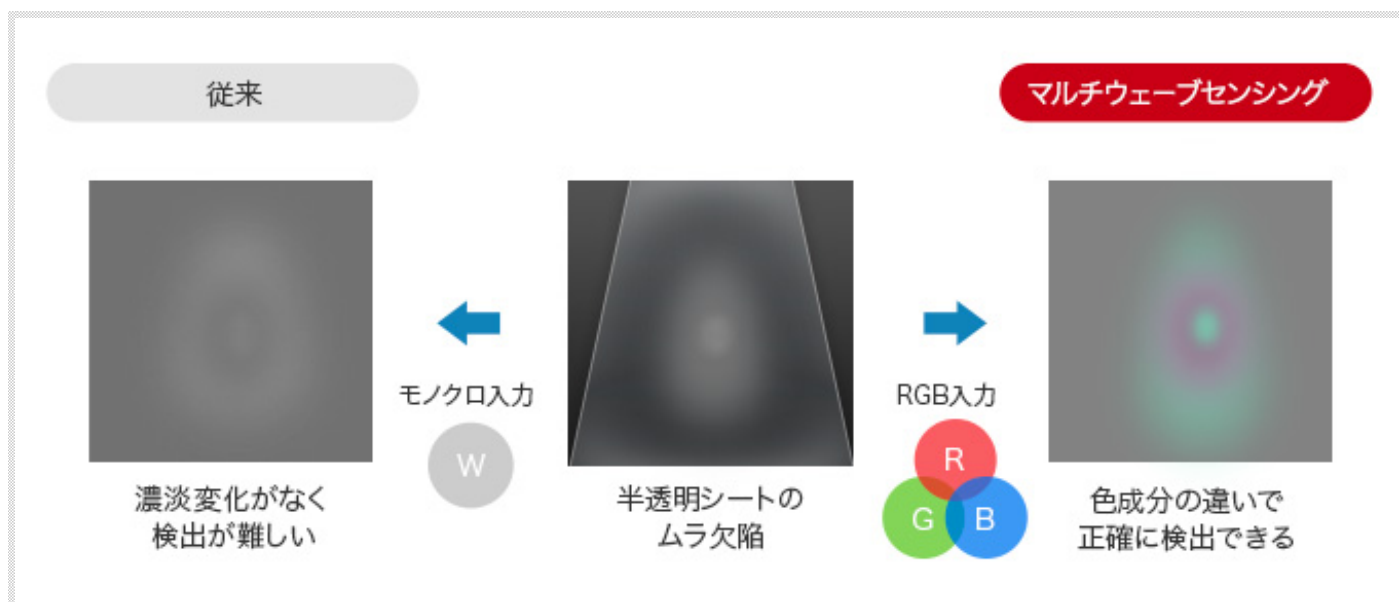 従来
マルチウェーブセンシング
モノクロ入力
W
RGB入力
R
G
B
濃淡変化がなく
検出が難しい
半透明シートの
ムラ欠陥
色成分の違いで
正確に検出できる